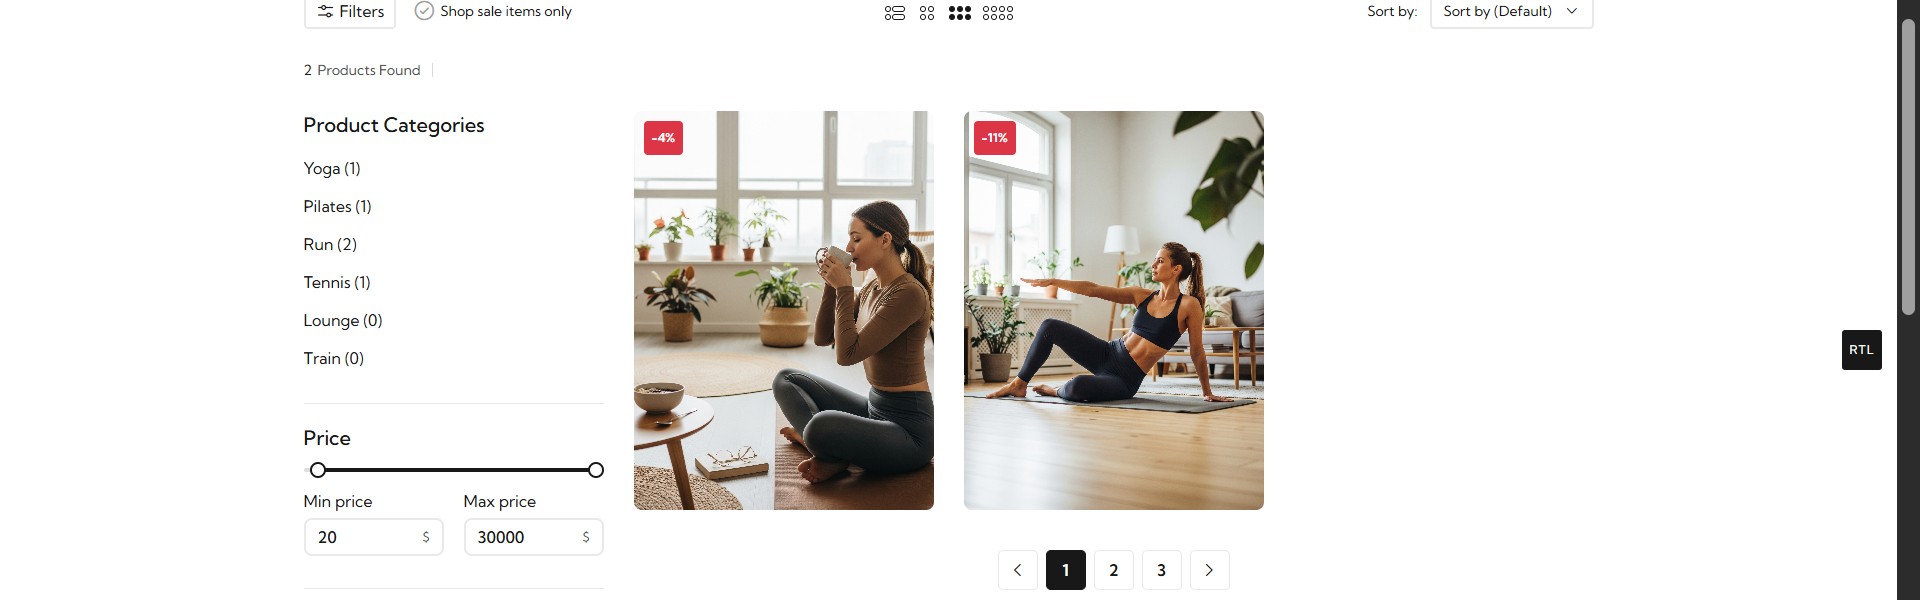 Filters
Shop sale items only
Sort by:
Sort by (Default)
2 Products Found
Product Categories
Yoga (1)
Pilates (1)
Run (2)
Tennis (1)
Lounge (0)
Train (0)
Price
Min price
Max price
20 $
30000 $
-4%
-11%
1
2
3
RTL